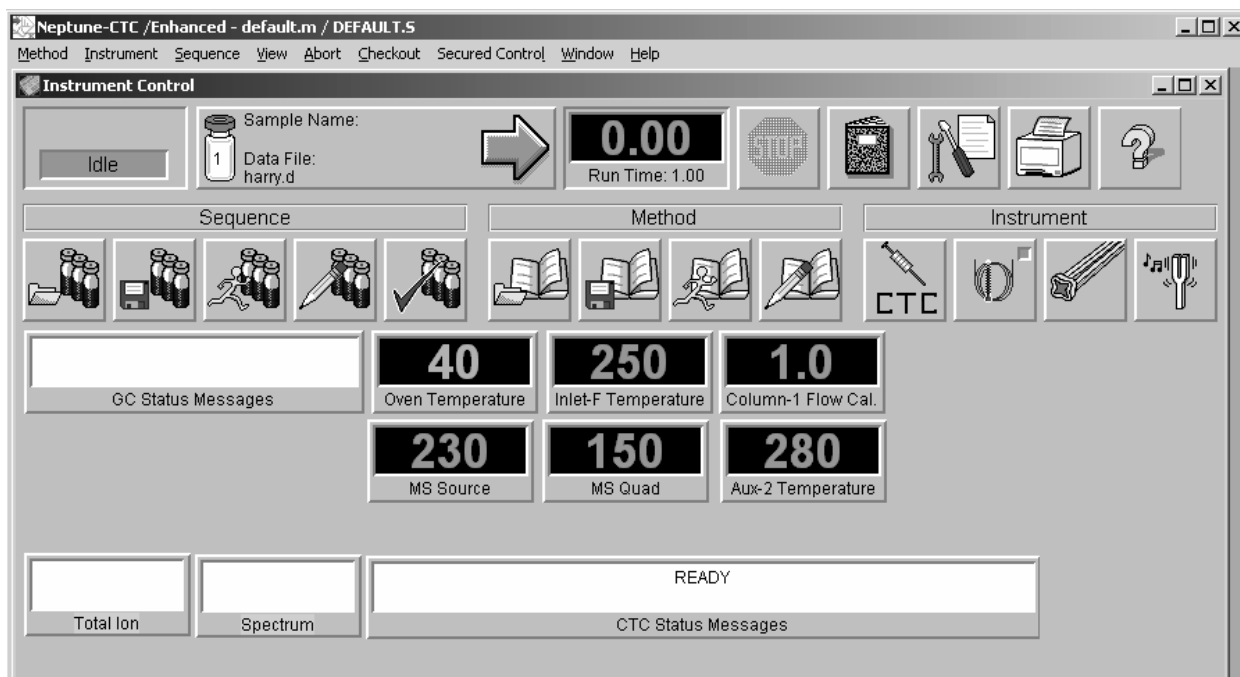 Neptune-CTC /Enhanced - default.m / DEFAULT.S
Method Instrument Sequence View Abort Checkout Secured Control Window Help
Instrument Control
Idle
1
Sample Name:
Data File:
harry.d
0.00
Run Time: 1.00
STOP
?
Sequence
Method
Instrument
CTC
GC Status Messages
40
Oven Temperature
250
Inlet-F Temperature
1.0
Column-1 Flow Cal.
230
MS Source
150
MS Quad
280
Aux-2 Temperature
Total Ion
Spectrum
READY
CTC Status Messages